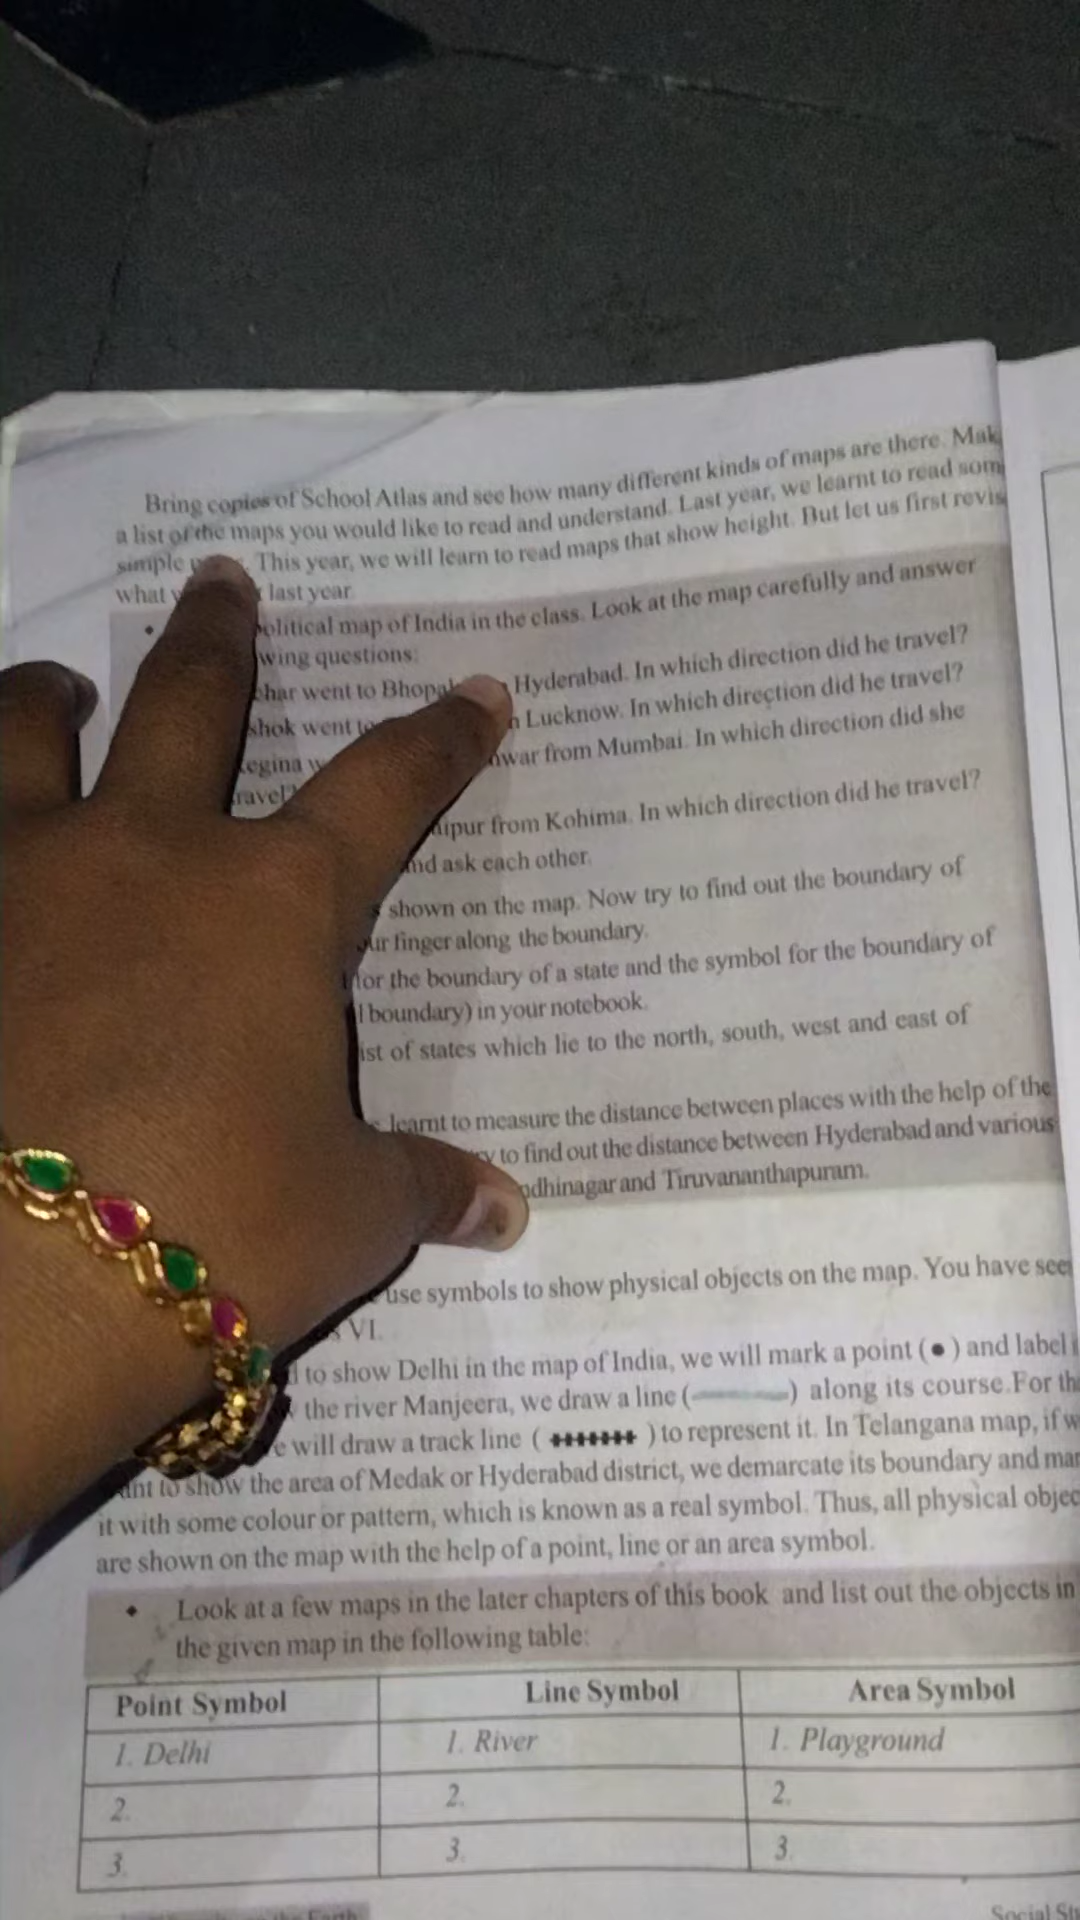 Bring copies of School Atlas and see how many different kinds of maps are there. Mak
a list of the maps you would like to read and understand. Last year, we learnt to read som
simple This year, we will learn to read maps that show height. But let us first revis
what last year
• olitical map of India in the class. Look at the map carefully and answer
wing questions:
har went to Bhopal Hyderabad. In which direction did he travel?
shok went to Lucknow. In which direction did he travel?
egina war from Mumbai. In which direction did she
ravel?
ipur from Kohima. In which direction did he travel?
nd ask each other.
shown on the map. Now try to find out the boundary of
ur finger along the boundary.
for the boundary of a state and the symbol for the boundary of
l boundary) in your notebook.
ist of states which lie to the north, south, west and east of
learnt to measure the distance between places with the help of the
to find out the distance between Hyderabad and various
dhinagar and Tiruvananthapuram.
use symbols to show physical objects on the map. You have see
VI.
to show Delhi in the map of India, we will mark a point (•) and label
the river Manjeera, we draw a line ( ) along its course.For th
e will draw a track line ( ) to represent it. In Telangana map, if w
nt to show the area of Medak or Hyderabad district, we demarcate its boundary and mar
it with some colour or pattern, which is known as a real symbol. Thus, all physical objec
are shown on the map with the help of a point, line or an area symbol.
• Look at a few maps in the later chapters of this book and list out the objects in
the given map in the following table:
Point Symbol Line Symbol Area Symbol
1. Delhi 1. River 1. Playground
2. 2. 2.
3. 3. 3.
on the Earth Social Stu